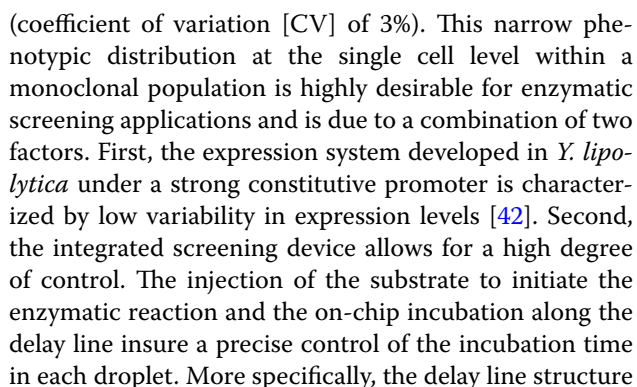 (coefficient of variation [CV] of 3%). This narrow phe-
notypic distribution at the single cell level within a
monoclonal population is highly desirable for enzymatic
screening applications and is due to a combination of two
factors. First, the expression system developed in Y. lipo-
lytica under a strong constitutive promoter is character-
ized by low variability in expression levels [42]. Second,
the integrated screening device allows for a high degree
of control. The injection of the substrate to initiate the
enzymatic reaction and the on-chip incubation along the
delay line insure a precise control of the incubation time
in each droplet. More specifically, the delay line structure